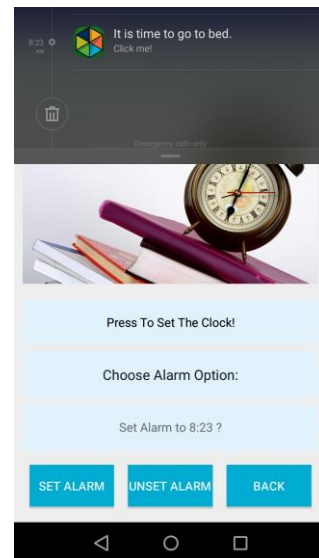 It is time to go to bed.
8:23
AM
Click me!
Emergency calls only
Press To Set The Clock!
Choose Alarm Option:
Set Alarm to 8:23 ?
SET ALARM
UNSET ALARM
BACK